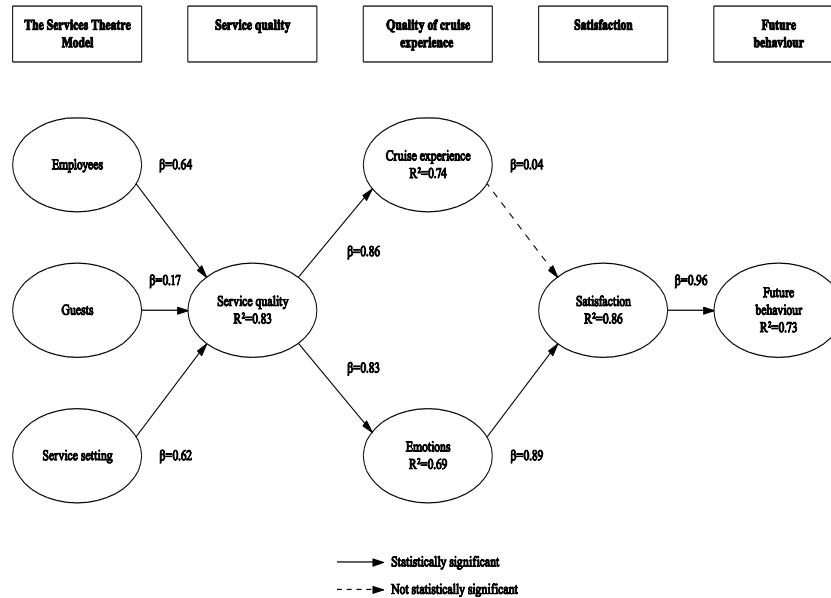 The Services Theatre
Model
Service quality
Quality of cruise
experience
Satisfaction
Future
behaviour
Employees
β=0.64
Cruise experience
R²=0.74
β=0.04
β=0.86
Guests
β=0.17
Service quality
R²=0.83
Satisfaction
R²=0.86
β=0.96
Future
behaviour
R²=0.73
β=0.83
Service setting
β=0.62
Emotions
R²=0.69
β=0.89
Statistically significant
Not statistically significant